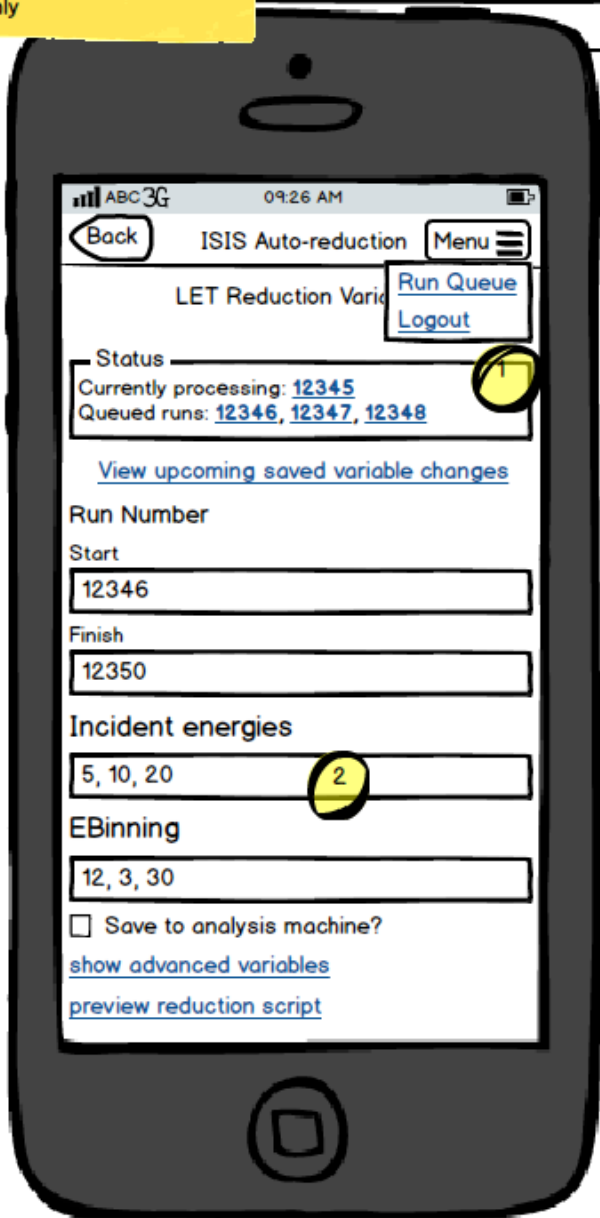 ABC 3G 09:26 AM
Back ISIS Auto-reduction Menu
Run Queue
LET Reduction
Logout
Status
1
Currently processing: 12345
Queued runs: 12346, 12347, 12348
View upcoming saved variable changes
Run Number
Start
12346
Finish
12350
Incident energies
5, 10, 20 2
EBinning
12, 3, 30
Save to analysis machine?
show advanced variables
preview reduction script